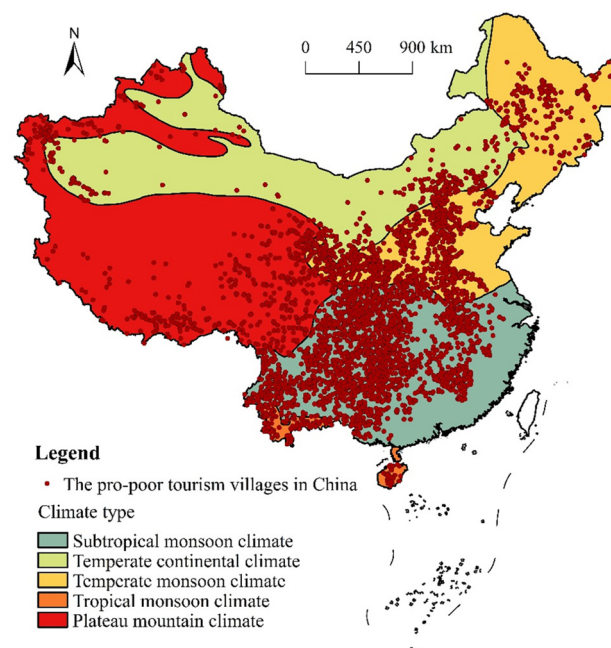 N
0 450 900 km
Legend
The pro-poor tourism villages in China
Climate type
Subtropical monsoon climate
Temperate continental climate
Temperate monsoon climate
Tropical monsoon climate
Plateau mountain climate